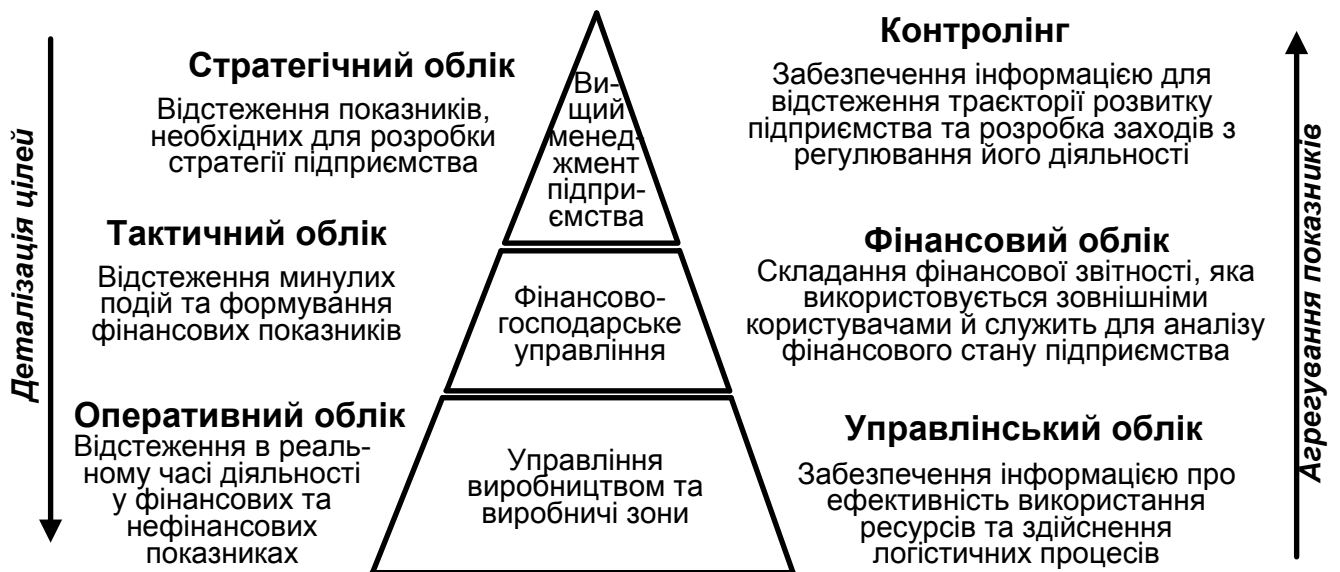 Деталізація цілей
Стратегічний облік
Відстеження показників,
необхідних для розробки
стратегії підприємства
Ви-
щий
менед-
жмент
підпри-
ємства
Контролінг
Забезпечення інформацією для
відстеження траєкторії розвитку
підприємства та розробка заходів з
регулювання його діяльності
Тактичний облік
Відстеження минулих
подій та формування
фінансових показників
Фінансово-
господарське
управління
Фінансовий облік
Складання фінансової звітності, яка
використовується зовнішніми
користувачами й служить для аналізу
фінансового стану підприємства
Оперативний облік
Відстеження в реаль-
ному часі діяльності
у фінансових та
нефінансових
показниках
Управління
виробництвом та
виробничі зони
Управлінський облік
Забезпечення інформацією про
ефективність використання
ресурсів та здійснення
логістичних процесів
Агрегування показників